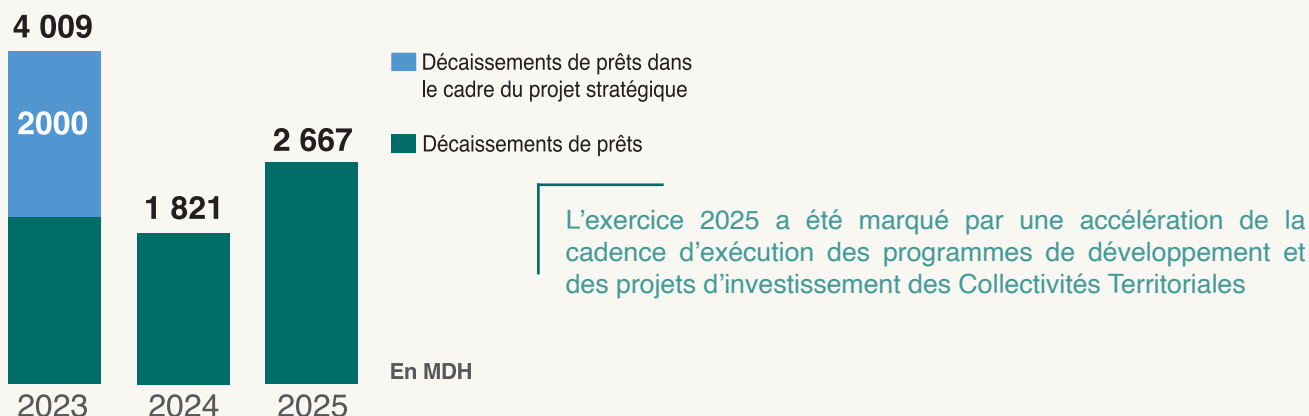 4 009
2000
2 667
1 821
2023
2024
2025
Décaissements de prêts dans
le cadre du projet stratégique
Décaissements de prêts
L'exercice 2025 a été marqué par une accélération de la
cadence d'exécution des programmes de développement et
des projets d'investissement des Collectivités Territoriales
En MDH